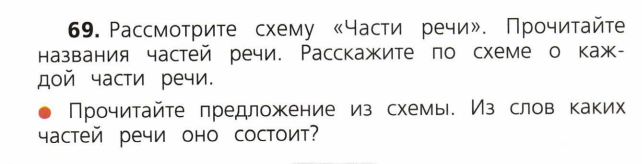 69. Рассмотрите схему «Части речи». Прочитайте
названия частей речи. Расскажите по схеме о каж-
дой части речи.
Прочитайте предложение из схемы. Из слов каких
частей речи оно состоит?